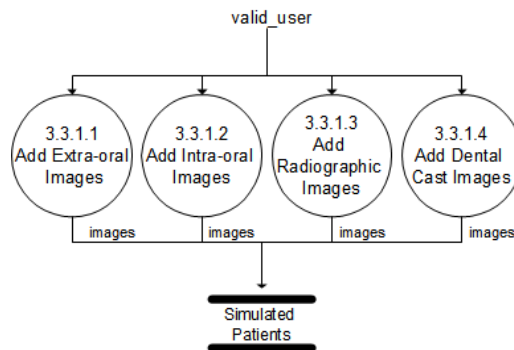 valid_user
3.3.1.1
Add Extra-oral
Images
3.3.1.2
Add Intra-oral
Images
3.3.1.3
Add
Radiographic
Images
3.3.1.4
Add Dental
Cast Images
images
images
images
images
Simulated
Patients